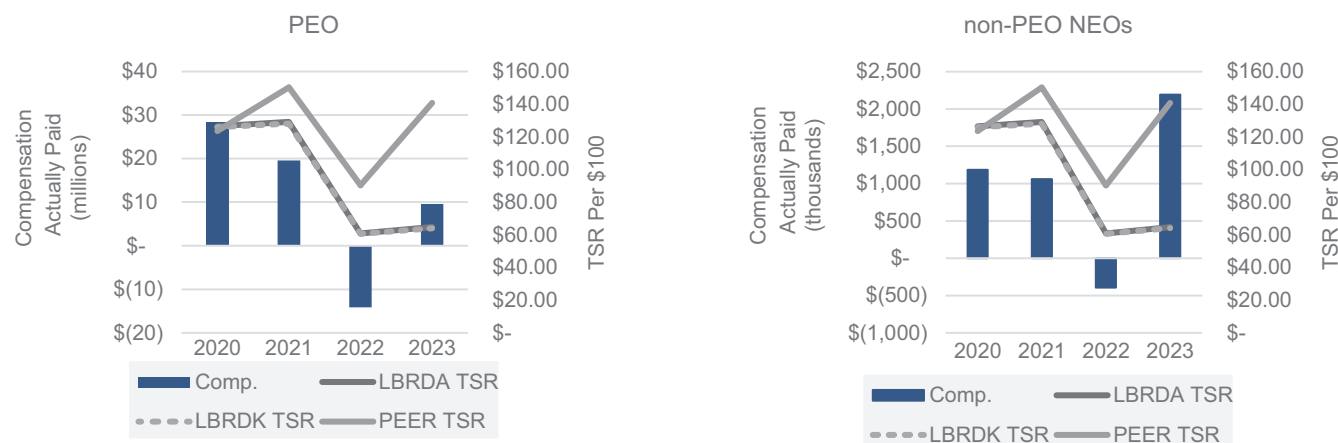 PEO
Compensation
Actually Paid
(millions)
$40
$30
$20
$10
$-
$(10)
$(20)
$160.00
$140.00
$120.00
$100.00
$80.00
$60.00
$40.00
$20.00
$-
TSR Per $100
2020 2021 2022 2023
Comp. LBRDA TSR
LBRDK TSR PEER TSR
non-PEO NEOs
Compensation
Actually Paid
(thousands)
$2,500
$2,000
$1,500
$1,000
$500
$-
$(500)
$(1,000)
$160.00
$140.00
$120.00
$100.00
$80.00
$60.00
$40.00
$20.00
$-
TSR Per $100
2020 2021 2022 2023
Comp. LBRDA TSR
LBRDK TSR PEER TSR